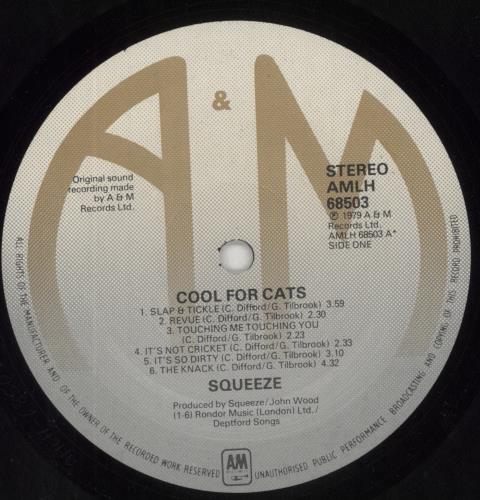 A & M
Original sound
recording made
by A & M
Records Ltd.
STEREO
AMLH
68503
℗ 1979 A & M
Records Ltd.
AMLH 68503 A*
SIDE ONE
COOL FOR CATS
1. SLAP & TICKLE (C. Difford/G. Tilbrook) 3.59
2. REVUE (C. Difford/G. Tilbrook) 2.30
3. TOUCHING ME TOUCHING YOU
(C. Difford/G. Tilbrook) 2.23
4. IT'S NOT CRICKET (C. Difford/G. Tilbrook) 2.33
5. IT'S SO DIRTY (C. Difford/G. Tilbrook) 3.10
6. THE KNACK (C. Difford/G. Tilbrook) 4.32
SQUEEZE
Produced by Squeeze/John Wood
(1-6) Rondor Music (London) Ltd./
Deptford Songs
ALL RIGHTS OF THE MANUFACTURER AND OF THE OWNER OF THE RECORDED WORK RESERVED
AM
UNAUTHORISED PUBLIC PERFORMANCE BROADCASTING AND COPYING OF THIS RECORD PROHIBITED